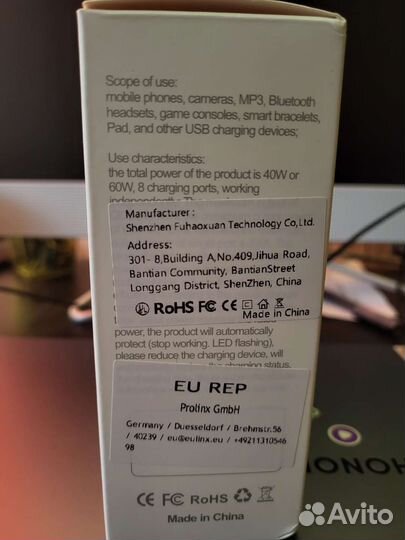 Scope of use:
mobile phones, cameras, MP3, Bluetooth
headsets, game consoles, smart bracelets,
Pad, and other USB charging devices;
Use characteristics:
the total power of the product is 40W or
60W, 8 charging ports, working
Manufacturer:
Shenzhen Fuhaoxuan Technology Co,Ltd.
Address:
301- 8,Building A,No.409,Jihua Road,
Bantian Community, BantianStreet
Longgang District, ShenZhen, China
RoHS FC CE
Made in China
power, the product will automatically
protect (stop working. LED flashing),
please reduce the charging device, will
the charging status.
EU REP
Prolinx GmbH
Germany / Duesseldorf / Brehmstr.56
/ 40239 / eu@eulinx.eu / +49211310546
98
CE FC RoHS
Made in China
HONOR
Avito